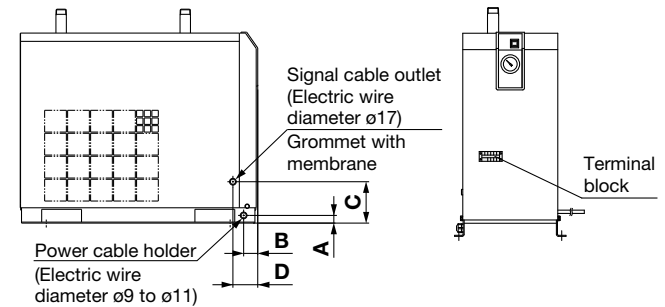 Signal cable outlet
(Electric wire
diameter ø17)
Grommet with
membrane
Terminal
block
C
A
B
D
Power cable holder
(Electric wire
diameter ø9 to ø11)